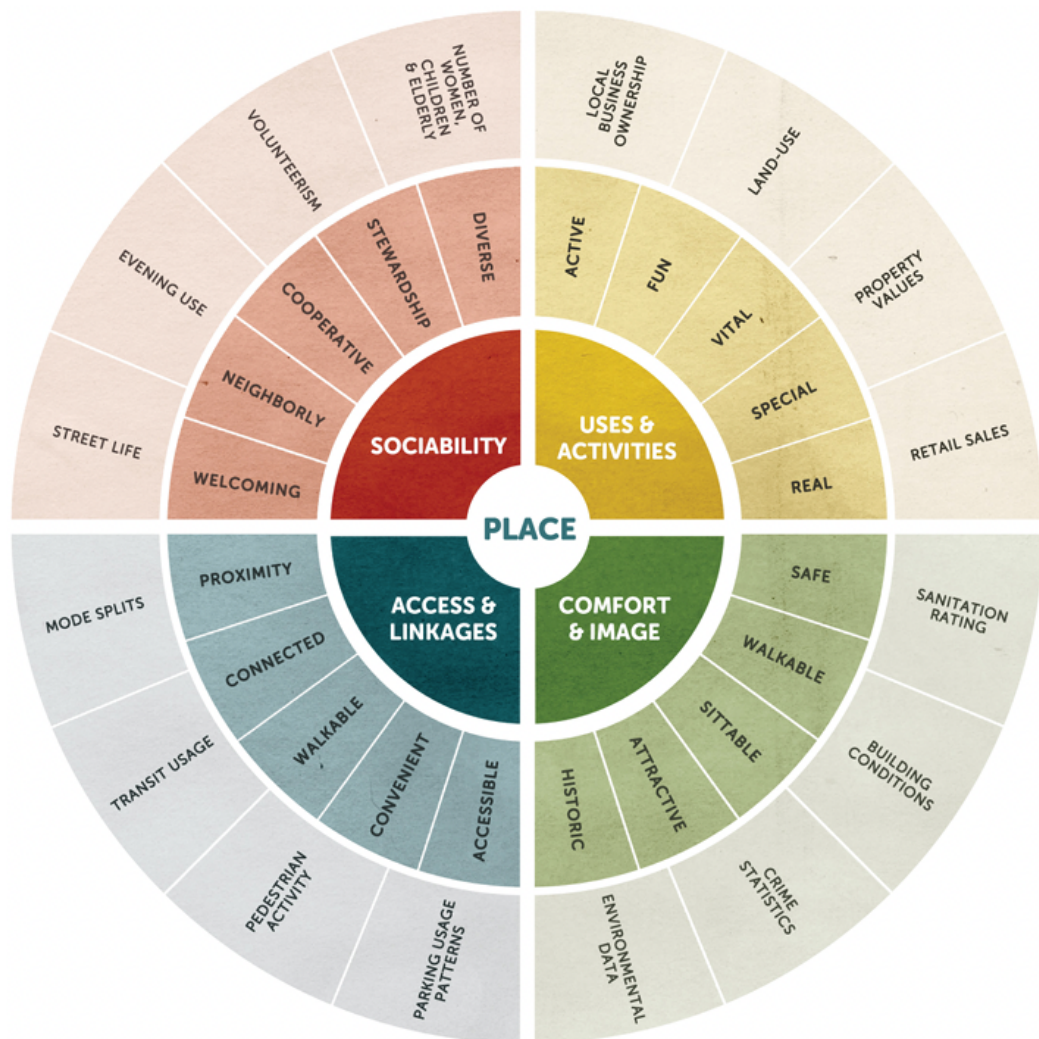 PLACE
SOCIABILITY
USES &
ACTIVITIES
ACCESS &
LINKAGES
COMFORT
& IMAGE
WELCOMING
NEIGHBORLY
COOPERATIVE
STEWARDSHIP
DIVERSE
ACTIVE
FUN
VITAL
SPECIAL
REAL
SAFE
WALKABLE
SITTABLE
ATTRACTIVE
HISTORIC
ACCESSIBLE
CONVENIENT
WALKABLE
CONNECTED
PROXIMITY
STREET LIFE
EVENING USE
VOLUNTEERISM
NUMBER OF
WOMEN,
CHILDREN
& ELDERLY
LOCAL
BUSINESS
OWNERSHIP
LAND-USE
PROPERTY
VALUES
RETAIL SALES
SANITATION
RATING
BUILDING
CONDITIONS
CRIME
STATISTICS
ENVIRONMENTAL
DATA
PARKING USAGE
PATTERNS
PEDESTRIAN
ACTIVITY
TRANSIT USAGE
MODE SPLITS